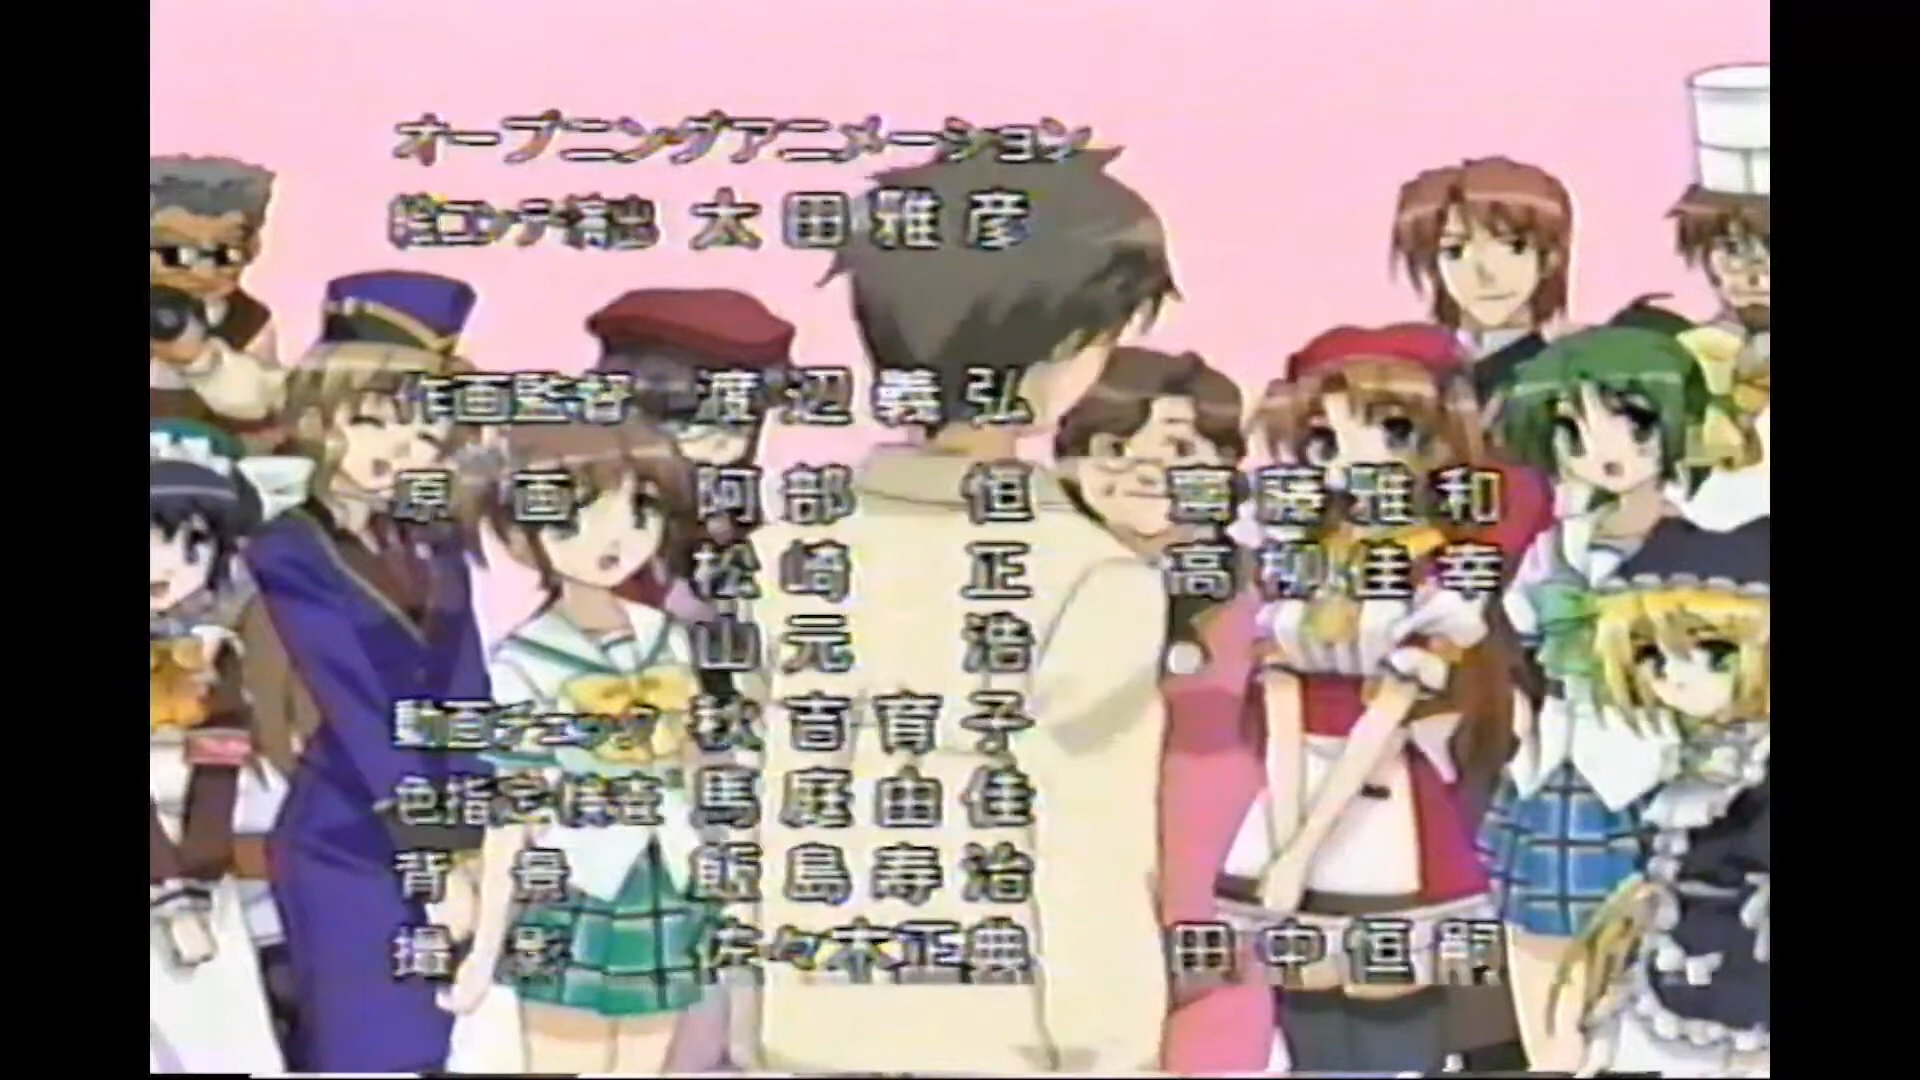 オープニングアニメーション
絵コンテ・演出 太田雅彦
作画監督 渡辺義弘
原画 阿部恒 齋藤雅和
松崎正 高柳佳幸
山元浩
動画チェック 秋吉育子
色指定・検査 馬庭由佳
背景 飯島寿治
撮影 佐々木正典 田中恒嗣